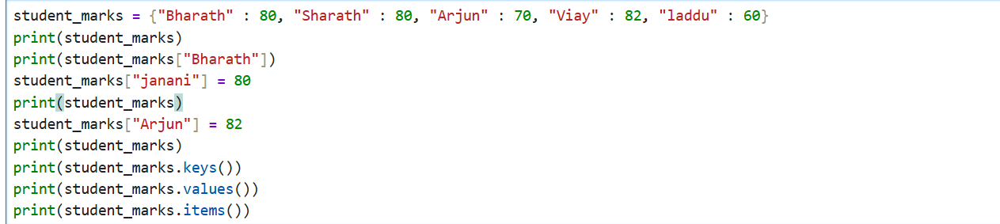 student_marks = {"Bharath" : 80, "Sharath" : 80, "Arjun" : 70, "Viay" : 82, "laddu" : 60}
print(student_marks)
print(student_marks["Bharath"])
student_marks["janani"] = 80
print(student_marks)
student_marks["Arjun"] = 82
print(student_marks)
print(student_marks.keys())
print(student_marks.values())
print(student_marks.items())